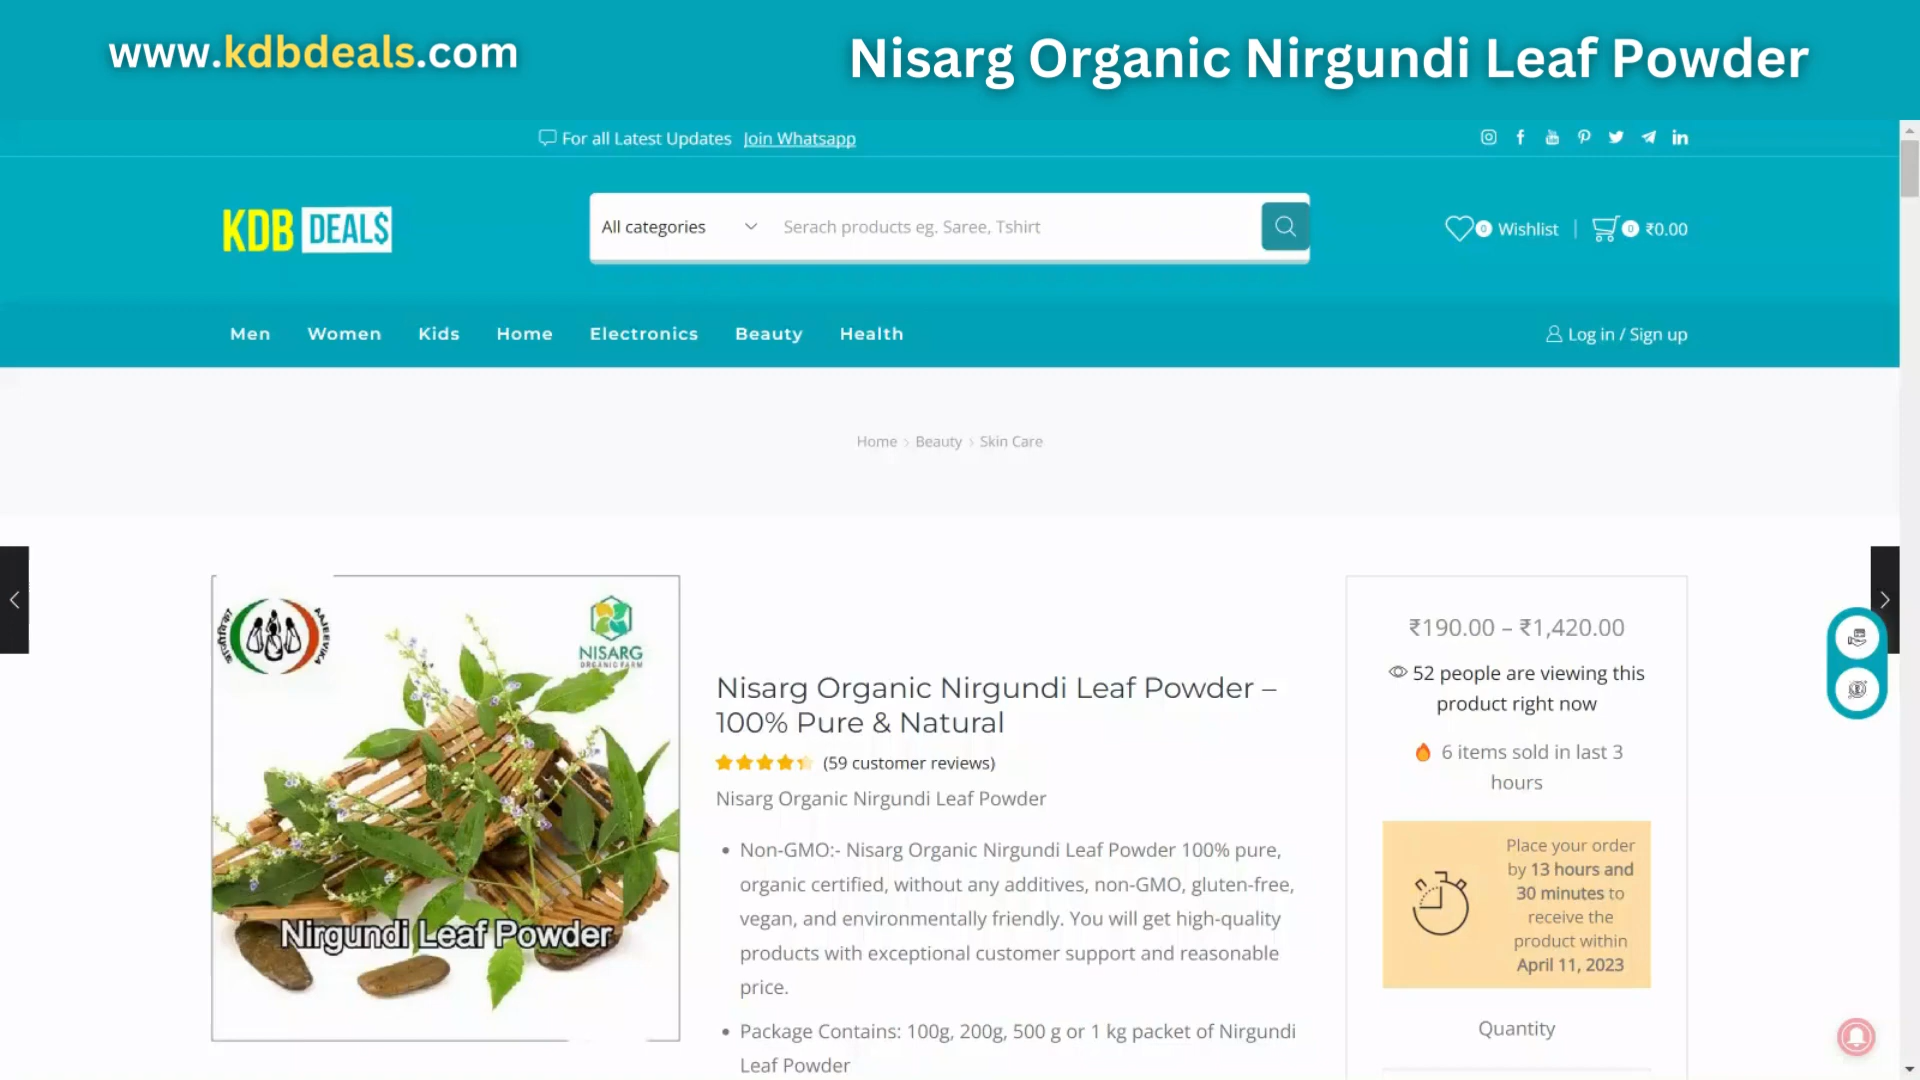 www.kdbdeals.com
Nisarg Organic Nirgundi Leaf Powder
For all Latest Updates Join Whatsapp
KDB DEAL$
All categories
Serach products eg. Saree, Tshirt
0 Wishlist
0 ₹0.00
Men Women Kids Home Electronics Beauty Health
Log in / Sign up
Home > Beauty > Skin Care
आजीविका
AAJEEVIKA
NISARG
ORGANIC FARM
Nirgundi Leaf Powder
Nisarg Organic Nirgundi Leaf Powder –
100% Pure & Natural
(59 customer reviews)
Nisarg Organic Nirgundi Leaf Powder
• Non-GMO:- Nisarg Organic Nirgundi Leaf Powder 100% pure,
organic certified, without any additives, non-GMO, gluten-free,
vegan, and environmentally friendly. You will get high-quality
products with exceptional customer support and reasonable
price.
• Package Contains: 100g, 200g, 500 g or 1 kg packet of Nirgundi
Leaf Powder
₹190.00 – ₹1,420.00
52 people are viewing this
product right now
6 items sold in last 3
hours
Place your order
by 13 hours and
30 minutes to
receive the
product within
April 11, 2023
Quantity